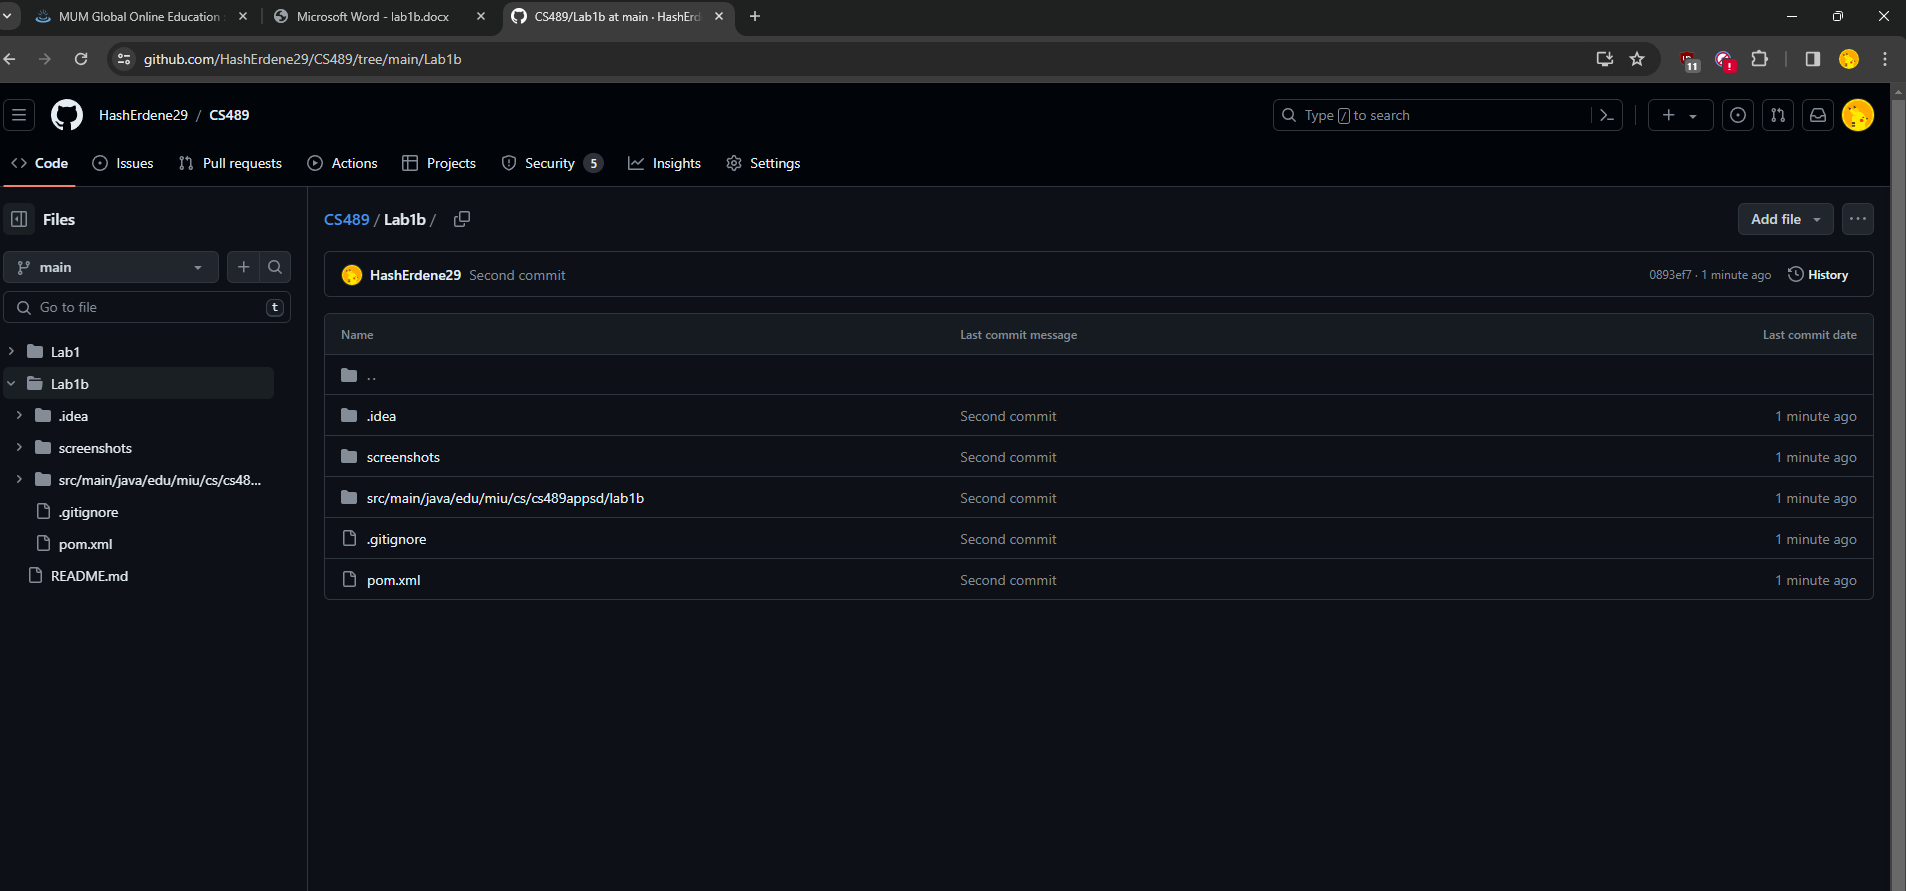 MUM Global Online Education
Microsoft Word - lab1b.docx
CS489/Lab1b at main · HashErd
github.com/HashErdene29/CS489/tree/main/Lab1b
11
!
HashErdene29 / CS489
Type / to search
Code
Issues
Pull requests
Actions
Projects
Security 5
Insights
Settings
Files
CS489 / Lab1b /
Add file
main
HashErdene29 Second commit
0893ef7 · 1 minute ago
History
Go to file
t
Name
Last commit message
Last commit date
Lab1
Lab1b
.idea
screenshots
src/main/java/edu/miu/cs/cs48...
.gitignore
pom.xml
README.md
..
.idea Second commit 1 minute ago
screenshots Second commit 1 minute ago
src/main/java/edu/miu/cs/cs489appsd/lab1b Second commit 1 minute ago
.gitignore Second commit 1 minute ago
pom.xml Second commit 1 minute ago